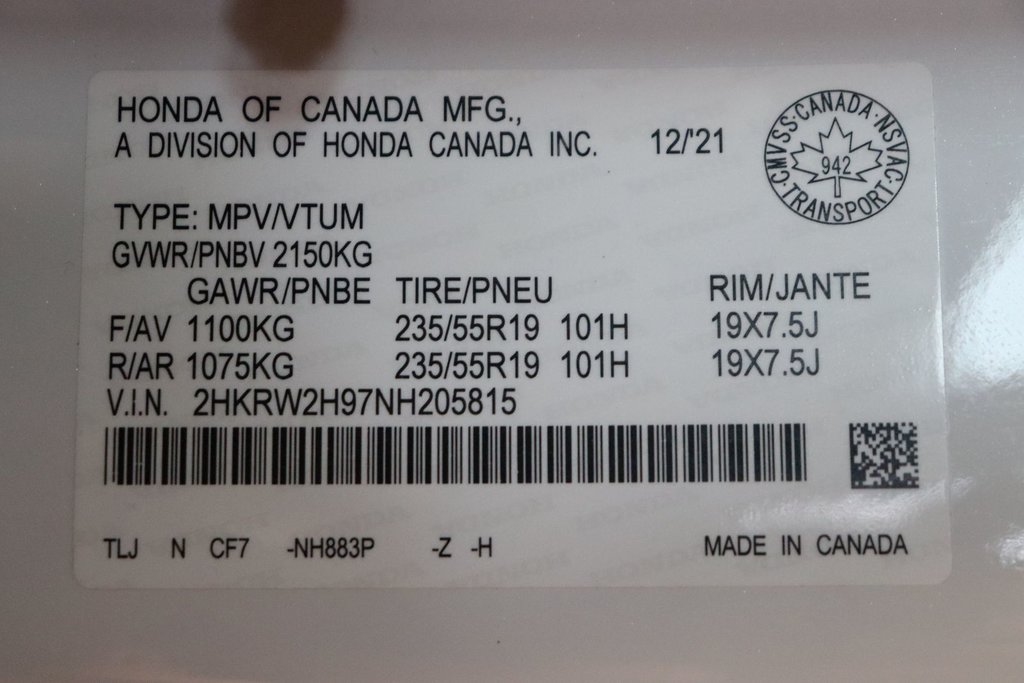 HONDA OF CANADA MFG.,
A DIVISION OF HONDA CANADA INC. 12/'21
CMVSS·CANADA·NSVAC·TRANSPORT
942
TYPE: MPV/VTUM
GVWR/PNBV 2150KG
GAWR/PNBE TIRE/PNEU RIM/JANTE
F/AV 1100KG 235/55R19 101H 19X7.5J
R/AR 1075KG 235/55R19 101H 19X7.5J
V.I.N. 2HKRW2H97NH205815
TLJ N CF7 -NH883P -Z -H MADE IN CANADA